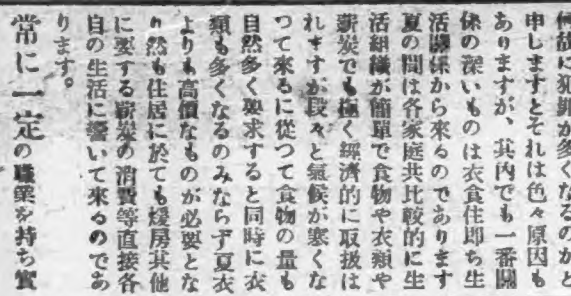 何故に犯罪が多くなるのかと
申しますとそれは色々原因も
ありますが、其内でも一番關
係の深いものは衣食住即ち生
活關係から來るのであります
夏の間は各家庭共比較的に生
活組織が簡單で食物や衣類や
薪炭でも極く經濟的に取扱は
れますが段々と氣候が寒くな
つて來るに從つて食物の量も
自然多く要求すると同時に衣
類も多くなるのみならず夏衣
よりも高價なものが必要とな
り然も住居に於ても煖房其他
に要する薪炭の消費等直接各
自の生活に響いて來るのであ
ります。
常に一定の職業を持ち實